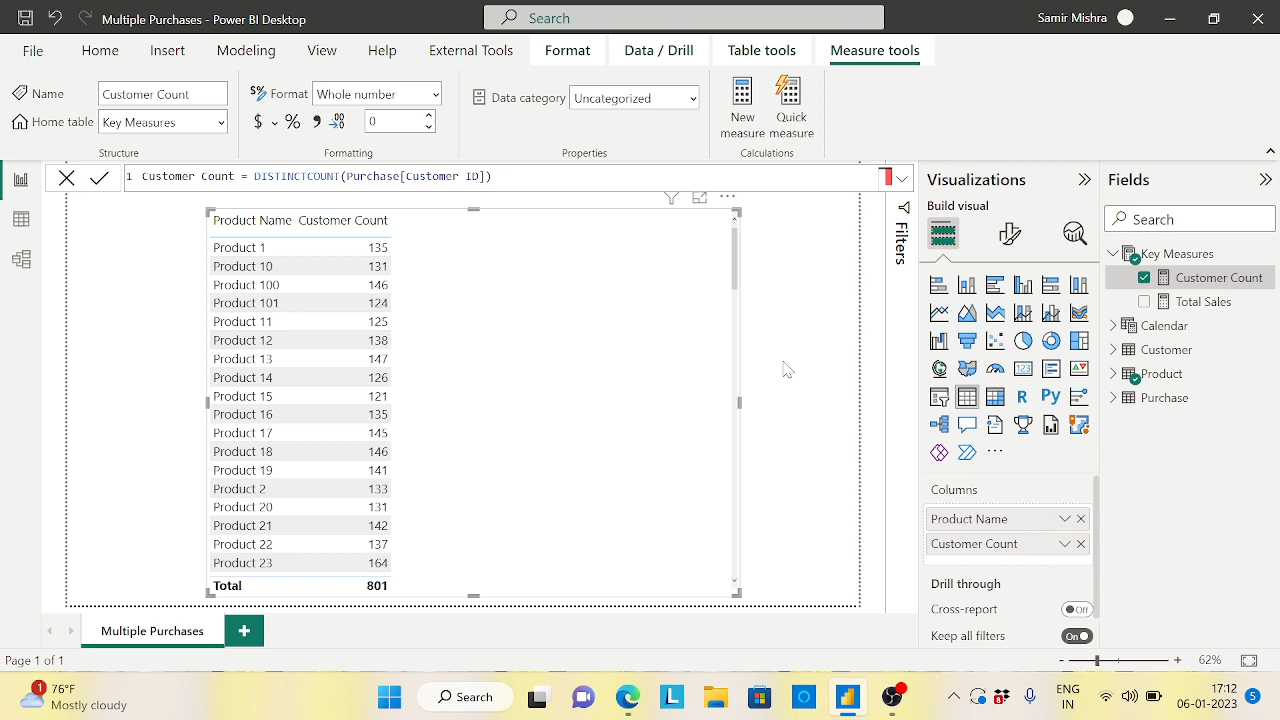 Multiple Purchases - Power BI Desktop
Search
Samir Mishra
File Home Insert Modeling View Help External Tools Format Data / Drill Table tools Measure tools
Name Customer Count
Home table Key Measures
Structure
Format Whole number
$ % 0
Formatting
Data category Uncategorized
Properties
New measure
Quick measure
Calculations
1 Customer Count = DISTINCTCOUNT(Purchase[Customer ID])
Product Name Customer Count
Product 1 135
Product 10 131
Product 100 146
Product 101 124
Product 11 125
Product 12 138
Product 13 147
Product 14 126
Product 15 121
Product 16 135
Product 17 145
Product 18 146
Product 19 141
Product 2 133
Product 20 131
Product 21 142
Product 22 137
Product 23 164
Total 801
Filters
Visualizations
Build visual
123
R Py
Columns
Product Name
Customer Count
Drill through
Cross-report Off
Keep all filters On
Fields
Search
Key Measures
Customer Count
Total Sales
Calendar
Customer
Product
Purchase
Multiple Purchases
Page 1 of 1
62%
1
76°F
Mostly cloudy
Search
L
ENG
IN
17:12
06-01-2023
5